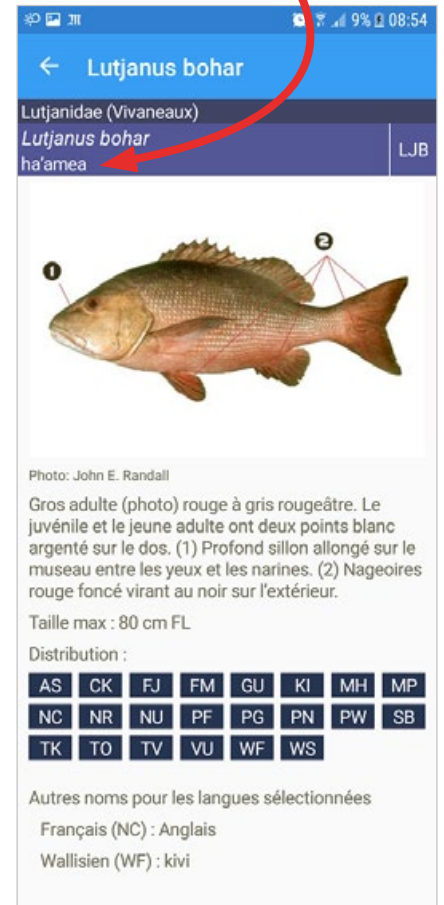 9% 08:54
← Lutjanus bohar
Lutjanidae (Vivaneaux)
Lutjanus bohar
ha'amea
LJB
1
2
Photo: John E. Randall
Gros adulte (photo) rouge à gris rougeâtre. Le
juvénile et le jeune adulte ont deux points blanc
argenté sur le dos. (1) Profond sillon allongé sur le
museau entre les yeux et les narines. (2) Nageoires
rouge foncé virant au noir sur l'extérieur.
Taille max : 80 cm FL
Distribution :
AS CK FJ FM GU KI MH MP
NC NR NU PF PG PN PW SB
TK TO TV VU WF WS
Autres noms pour les langues sélectionnées
Français (NC) : Anglais
Wallisien (WF) : kivi